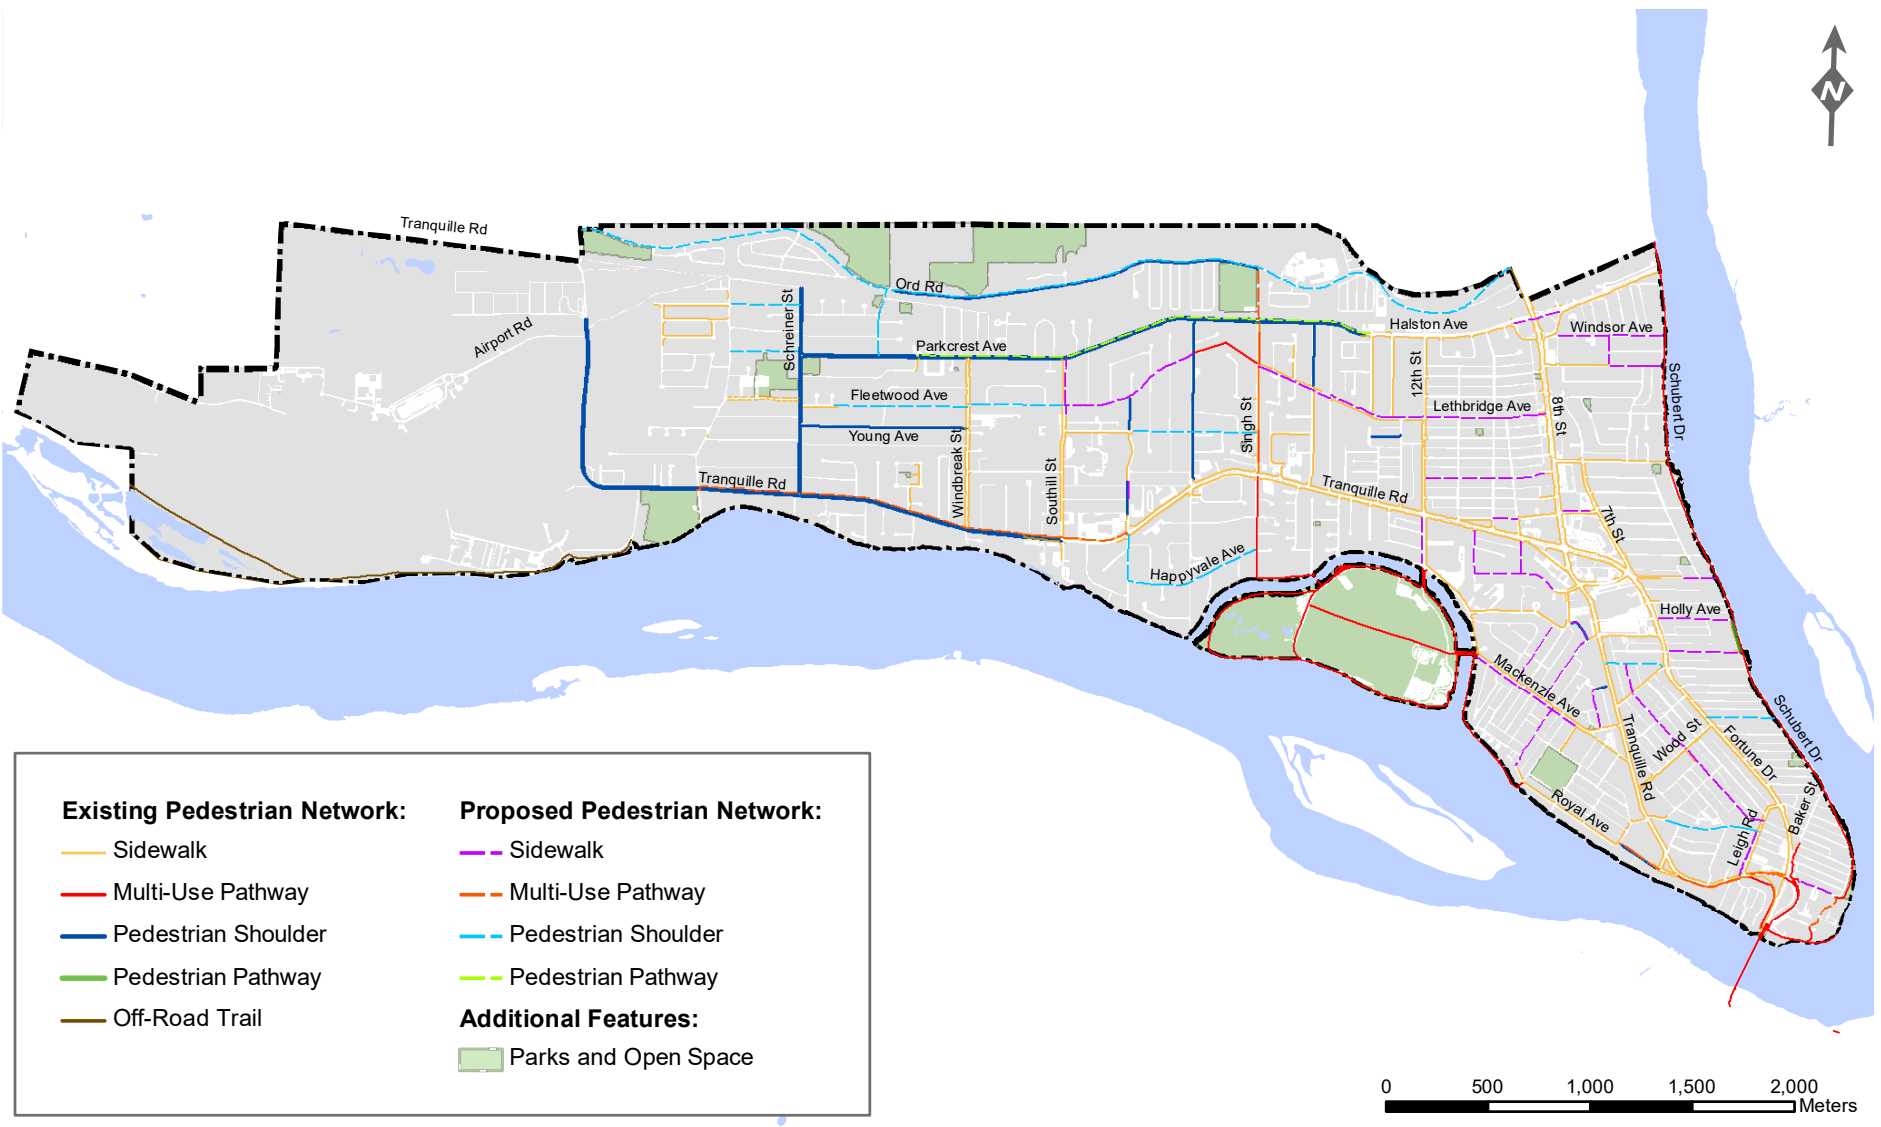 N
Tranquille Rd
Airport Rd
Schreiner St
Ord Rd
Parkcrest Ave
Halston Ave
Windsor Ave
Schubert Dr
Fleetwood Ave
12th St
Lethbridge Ave
8th St
Young Ave
Windbreak St
Southill St
Singh St
Tranquille Rd
Tranquille Rd
7th St
Happyvale Ave
Holly Ave
Mackenzie Ave
Schubert Dr
Tranquille Rd
Wood St
Fortune Dr
Royal Ave
Leigh Rd
Baker St
Existing Pedestrian Network:
Sidewalk
Multi-Use Pathway
Pedestrian Shoulder
Pedestrian Pathway
Off-Road Trail
Proposed Pedestrian Network:
Sidewalk
Multi-Use Pathway
Pedestrian Shoulder
Pedestrian Pathway
Additional Features:
Parks and Open Space
0 500 1,000 1,500 2,000
Meters